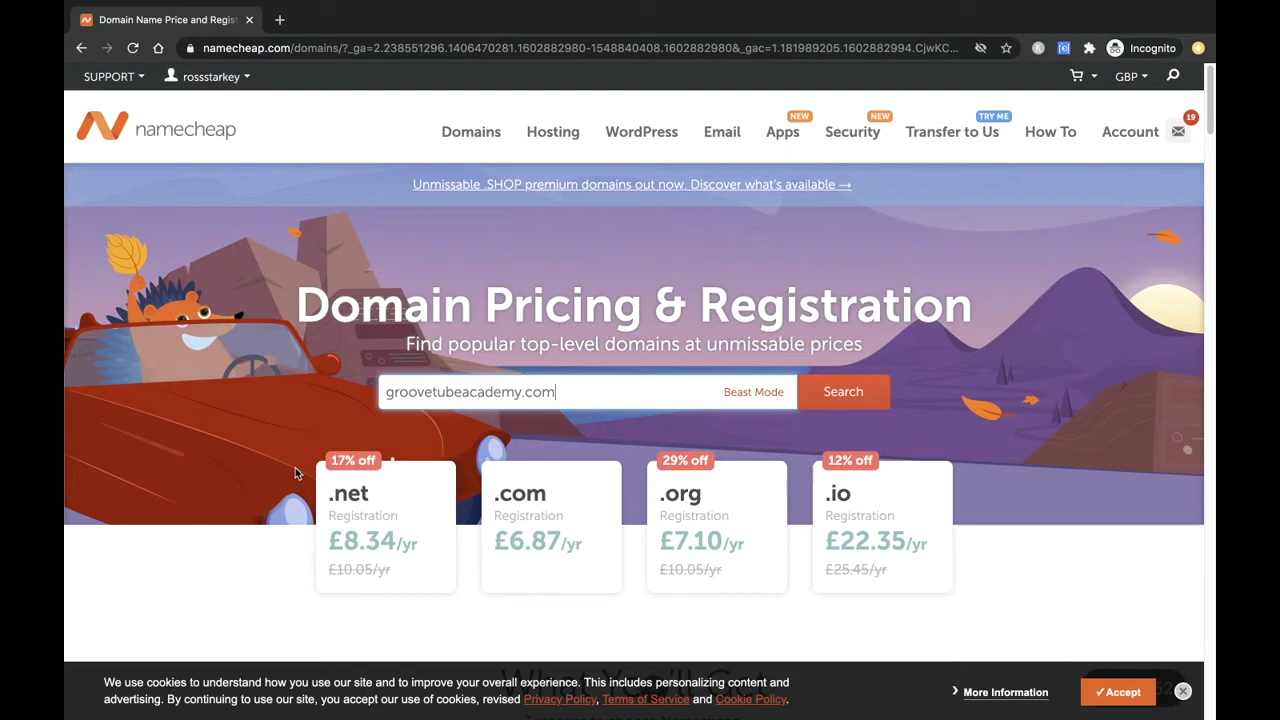 Domain Name Price and Regist
namecheap.com/domains/?_ga=2.238551296.1406470281.1602882980-1548840408.1602882980&_gac=1.181989205.1602882994.CjwKC...
Incognito
SUPPORT
rossstarkey
GBP
namecheap
Domains
Hosting
WordPress
Email
NEW
Apps
NEW
Security
TRY ME
Transfer to Us
How To
Account
19
Unmissable .SHOP premium domains out now. Discover what's available →
Domain Pricing & Registration
Find popular top-level domains at unmissable prices
groovetubeacademy.com
Beast Mode
Search
17% off
.net
Registration
£8.34/yr
£10.05/yr
.com
Registration
£6.87/yr
29% off
.org
Registration
£7.10/yr
£10.05/yr
12% off
.io
Registration
£22.35/yr
£25.45/yr
What You'll Get
We use cookies to understand how you use our site and to improve your overall experience. This includes personalizing content and
advertising. By continuing to use our site, you accept our use of cookies, revised Privacy Policy, Terms of Service and Cookie Policy.
More Information
✓Accept